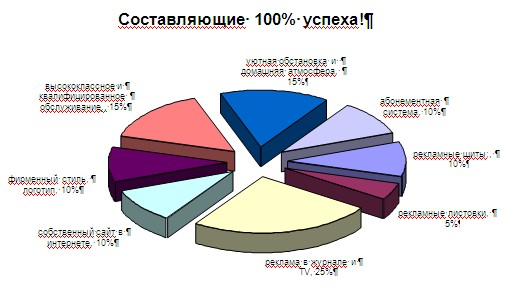 Составляющие 100% успеха!¶
уютная обстановка и ¶
домашняя атмосфера, ¶
15%¶
высококлассное и ¶
квалифицированное ¶
обслуживание, 15%¶
абонементная ¶
система, 10%¶
рекламные щиты, ¶
10%¶
фирменный стиль, ¶
логотип, 10%¶
рекламные листовки, ¶
5%¶
собственный сайт в ¶
интернете, 10%¶
реклама в журнале и ¶
TV, 25%¶